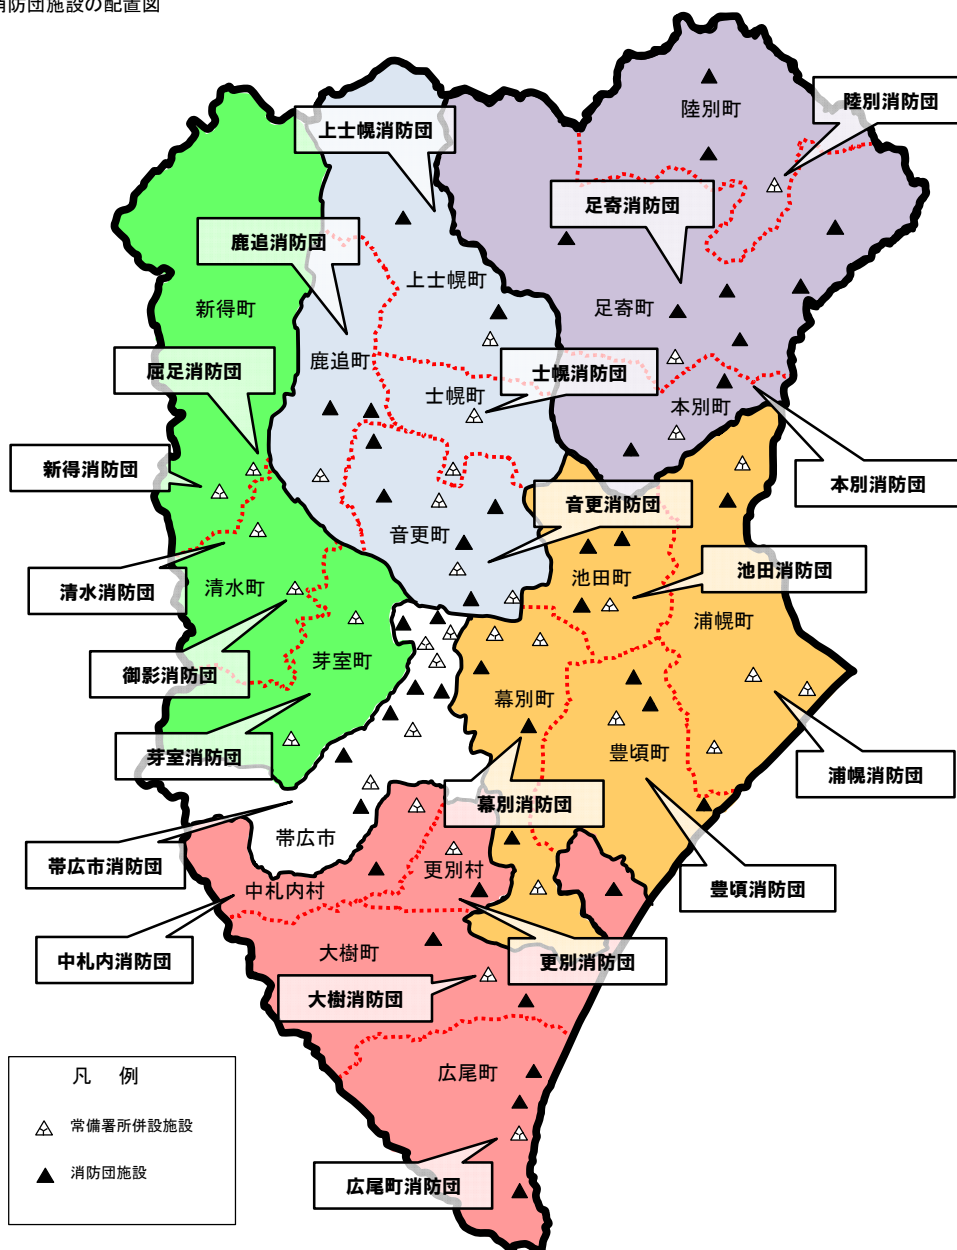 消防団施設の配置図
陸別町
陸別消防団
上士幌消防団
足寄消防団
鹿追消防団
上士幌町
新得町
足寄町
鹿追町
屈足消防団
士幌消防団
士幌町
本別町
新得消防団
本別消防団
音更消防団
音更町
池田消防団
池田町
清水消防団
清水町
浦幌町
御影消防団
芽室町
幕別町
芽室消防団
豊頃町
浦幌消防団
幕別消防団
帯広市
帯広市消防団
更別村
中札内村
豊頃消防団
中札内消防団
大樹町
更別消防団
大樹消防団
広尾町
凡 例
常備署所併設施設
消防団施設
広尾町消防団